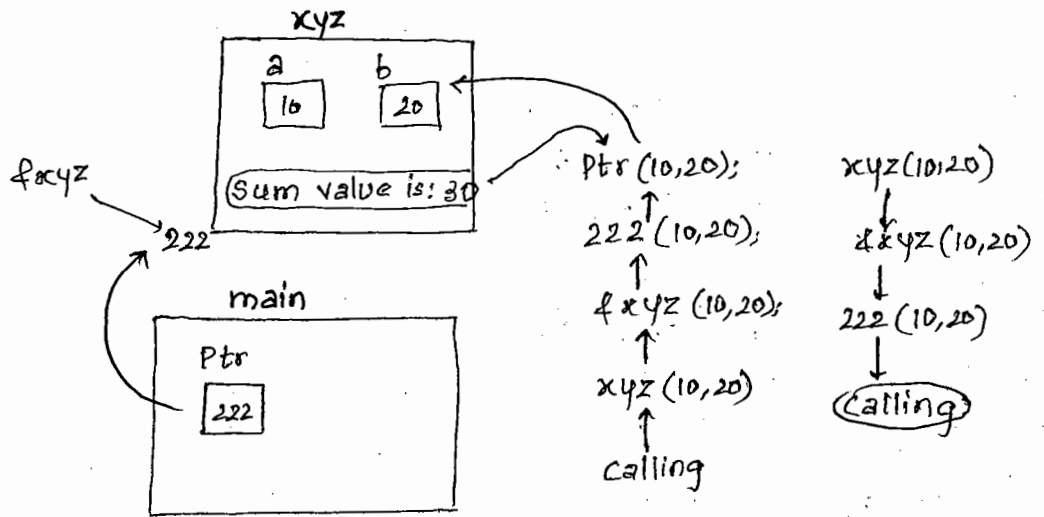 xyz
a b
10 20
&xyz
Sum value is: 30
222
main
Ptr
222
Ptr (10,20);
222 (10,20);
&xyz (10,20);
xyz (10,20)
Calling
xyz(10,20)
&xyz (10,20)
222 (10,20)
Calling